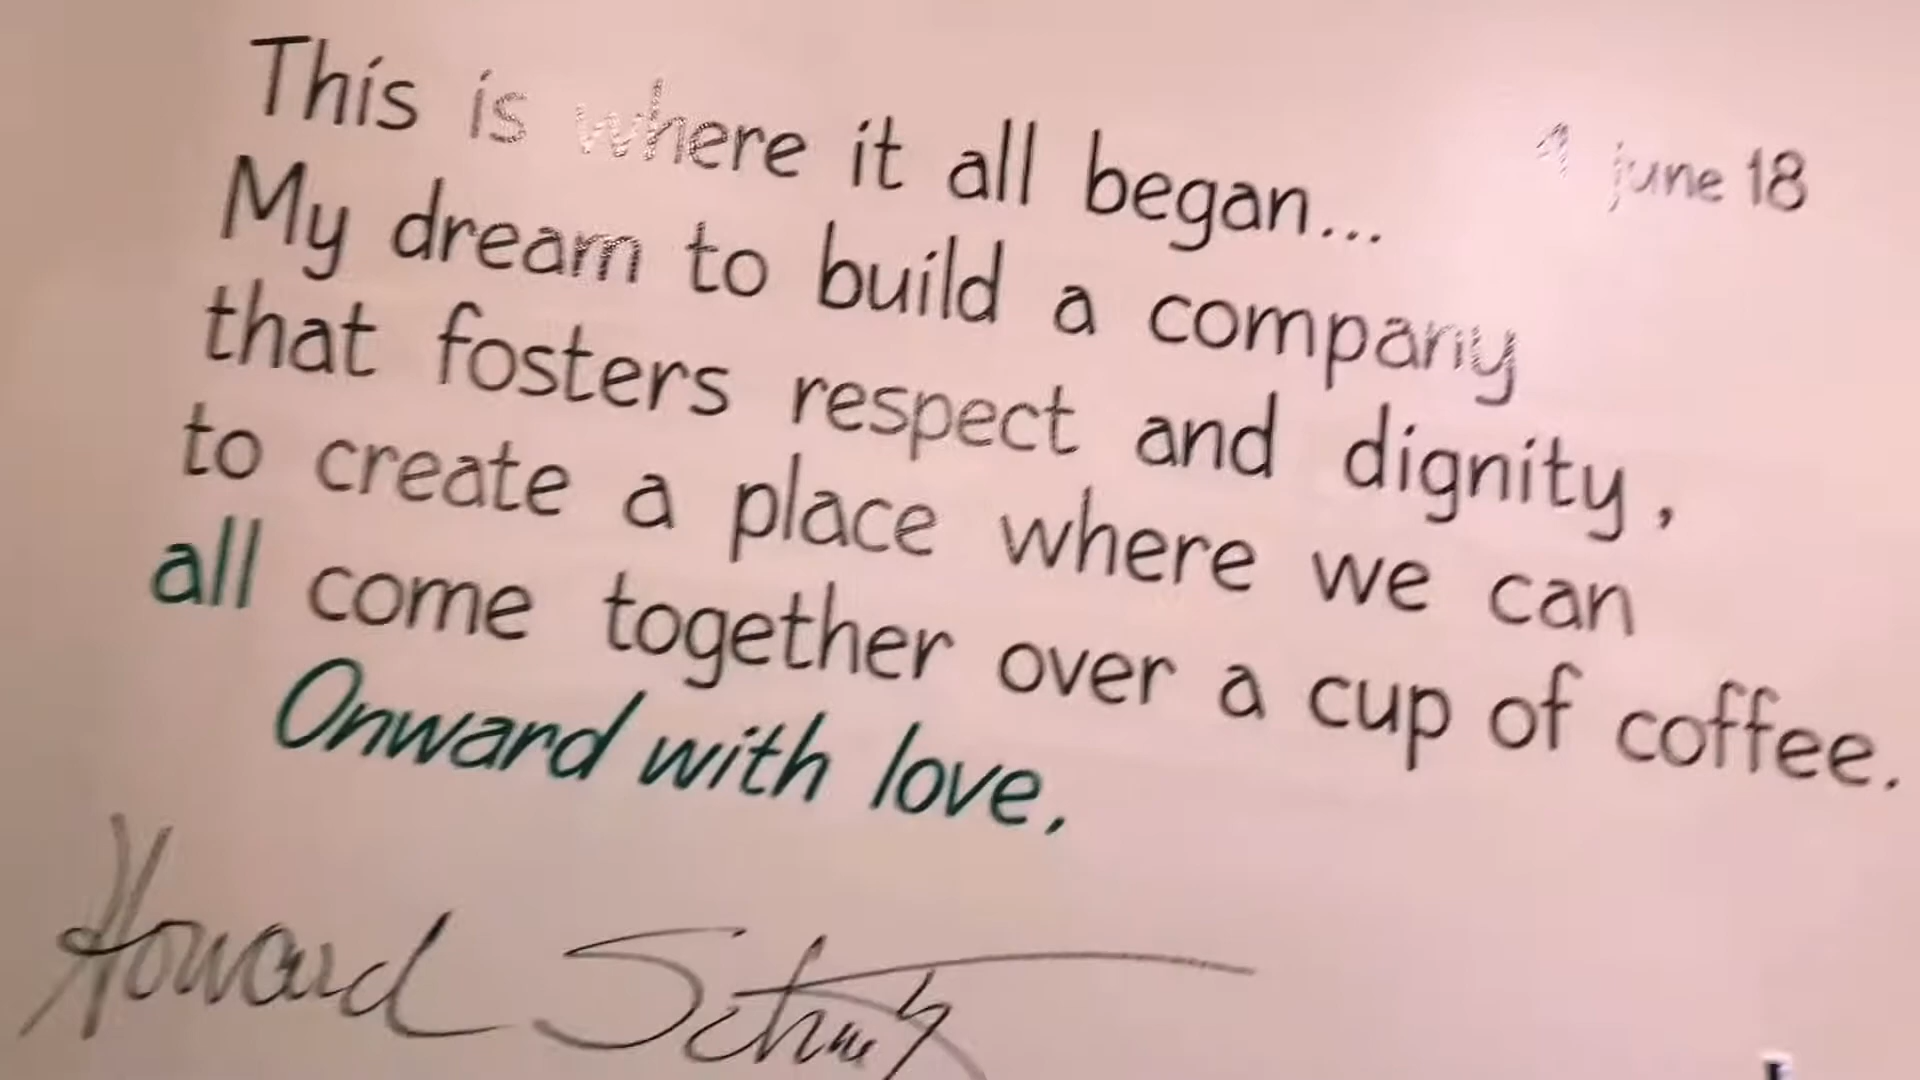 This is where it all began...
june 18
My dream to build a company
that fosters respect and dignity,
to create a place where we can
all come together over a cup of coffee.
Onward with love,
Howard Schultz